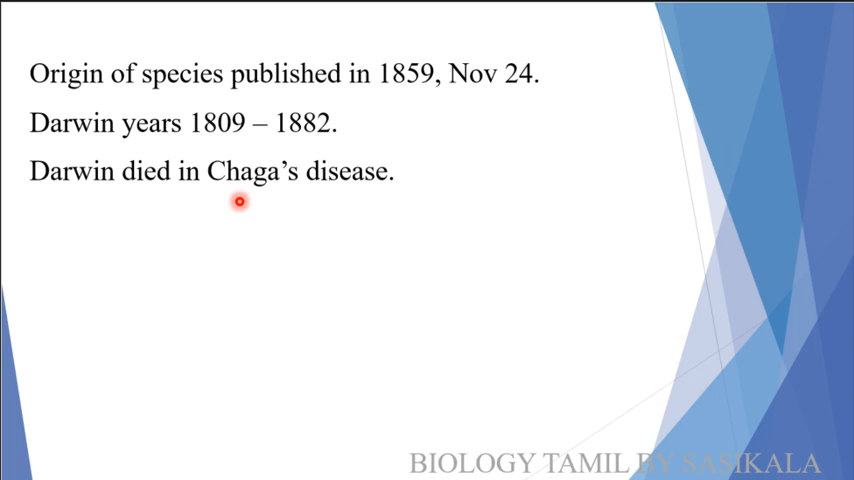 Origin of species published in 1859, Nov 24.
Darwin years 1809 – 1882.
Darwin died in Chaga’s disease.
BIOLOGY TAMIL BY SASIKALA